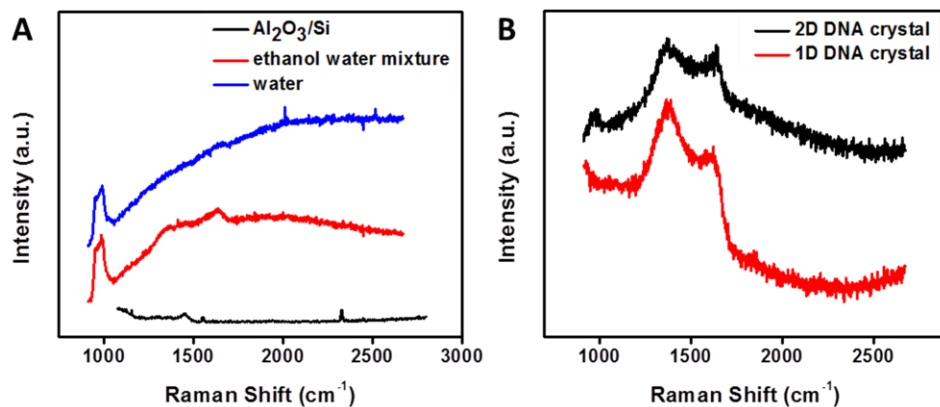 A
Al₂O₃/Si
ethanol water mixture
water
Intensity (a.u.)
1000 1500 2000 2500 3000
Raman Shift (cm⁻¹)
B
2D DNA crystal
1D DNA crystal
Intensity (a.u.)
1000 1500 2000 2500
Raman Shift (cm⁻¹)